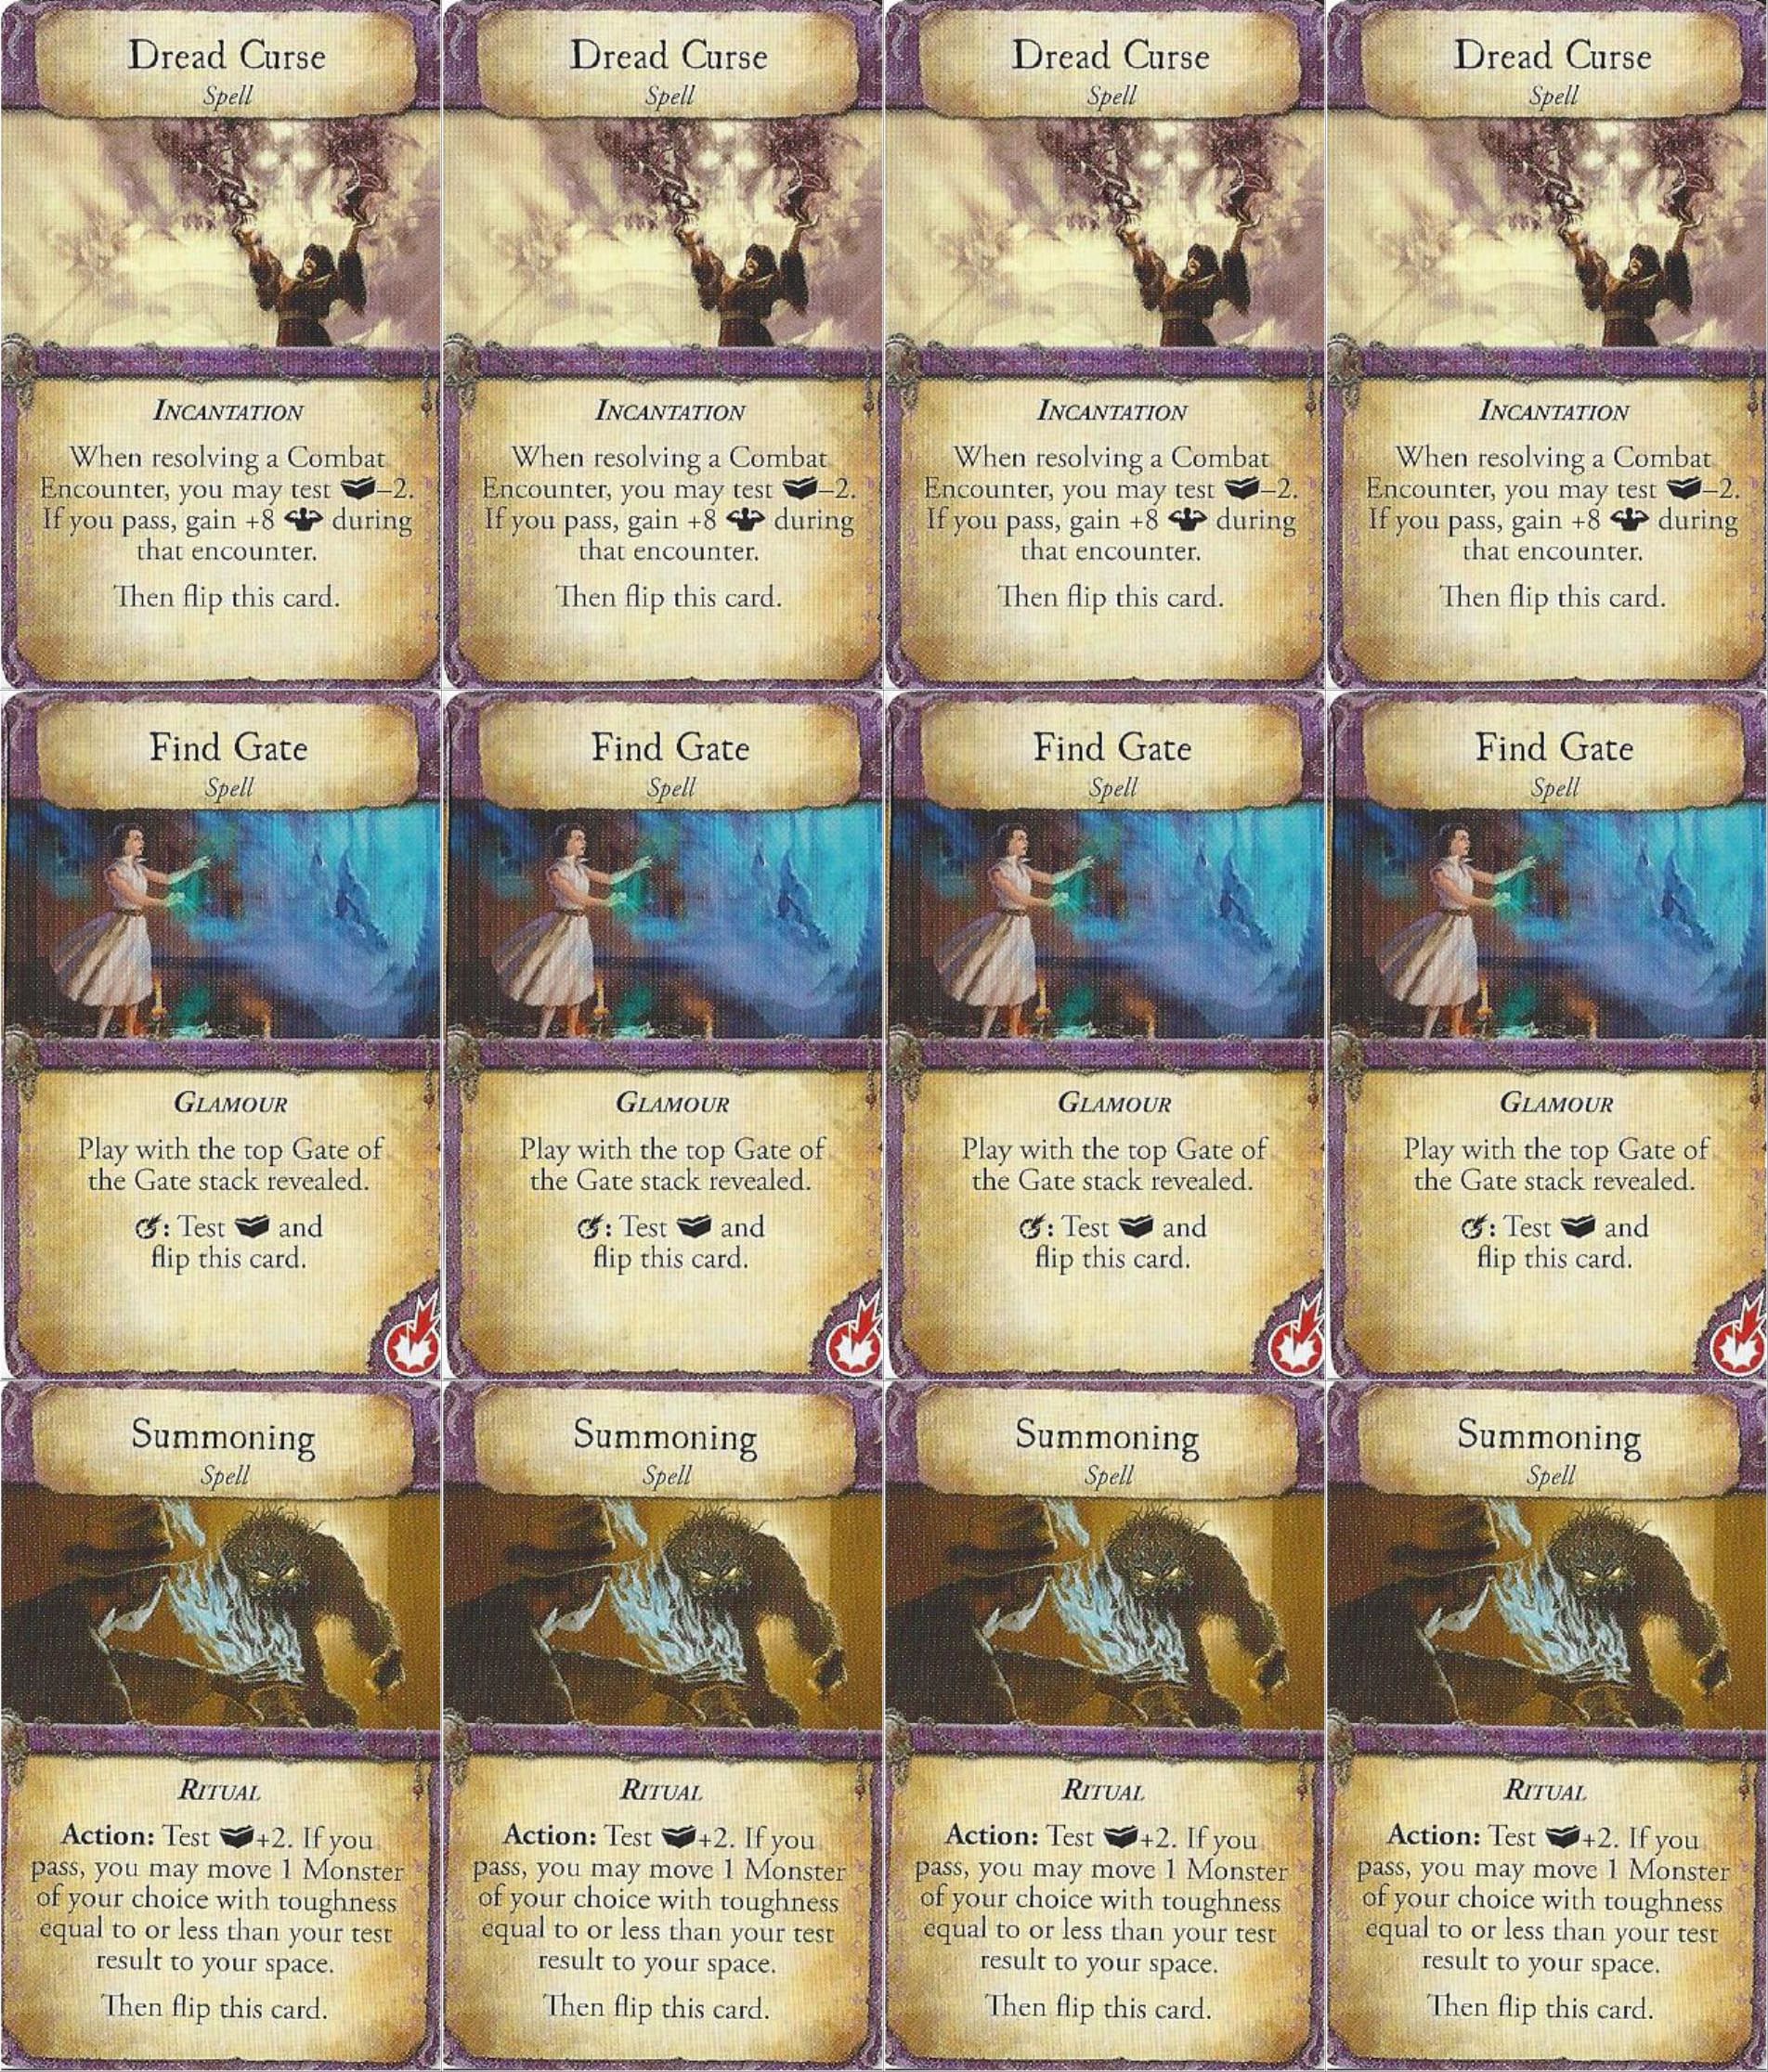 Dread Curse
Spell
INCANTATION
When resolving a Combat
Encounter, you may test –2.
If you pass, gain +8 during
that encounter.
Then flip this card.
Dread Curse
Spell
INCANTATION
When resolving a Combat
Encounter, you may test –2.
If you pass, gain +8 during
that encounter.
Then flip this card.
Dread Curse
Spell
INCANTATION
When resolving a Combat
Encounter, you may test –2.
If you pass, gain +8 during
that encounter.
Then flip this card.
Dread Curse
Spell
INCANTATION
When resolving a Combat
Encounter, you may test –2.
If you pass, gain +8 during
that encounter.
Then flip this card.
Find Gate
Spell
GLAMOUR
Play with the top Gate of
the Gate stack revealed.
: Test and
flip this card.
Find Gate
Spell
GLAMOUR
Play with the top Gate of
the Gate stack revealed.
: Test and
flip this card.
Find Gate
Spell
GLAMOUR
Play with the top Gate of
the Gate stack revealed.
: Test and
flip this card.
Find Gate
Spell
GLAMOUR
Play with the top Gate of
the Gate stack revealed.
: Test and
flip this card.
Summoning
Spell
RITUAL
Action: Test +2. If you
pass, you may move 1 Monster
of your choice with toughness
equal to or less than your test
result to your space.
Then flip this card.
Summoning
Spell
RITUAL
Action: Test +2. If you
pass, you may move 1 Monster
of your choice with toughness
equal to or less than your test
result to your space.
Then flip this card.
Summoning
Spell
RITUAL
Action: Test +2. If you
pass, you may move 1 Monster
of your choice with toughness
equal to or less than your test
result to your space.
Then flip this card.
Summoning
Spell
RITUAL
Action: Test +2. If you
pass, you may move 1 Monster
of your choice with toughness
equal to or less than your test
result to your space.
Then flip this card.